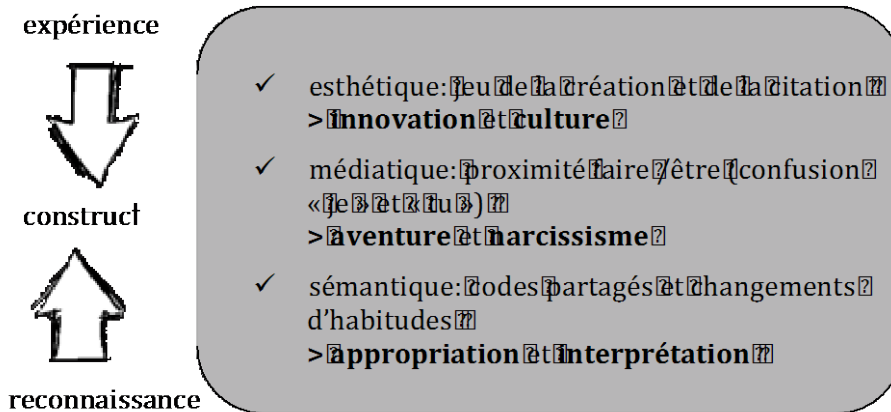 expérience
construct
reconnaissance
✓ esthétique: jeu de la création et de la citation
> innovation et culture
✓ médiatique: proximité faire /être (confusion
« je » et « tu »)
> aventure et narcissisme
✓ sémantique: codes partagés et changements
d'habitudes
> appropriation et interprétation